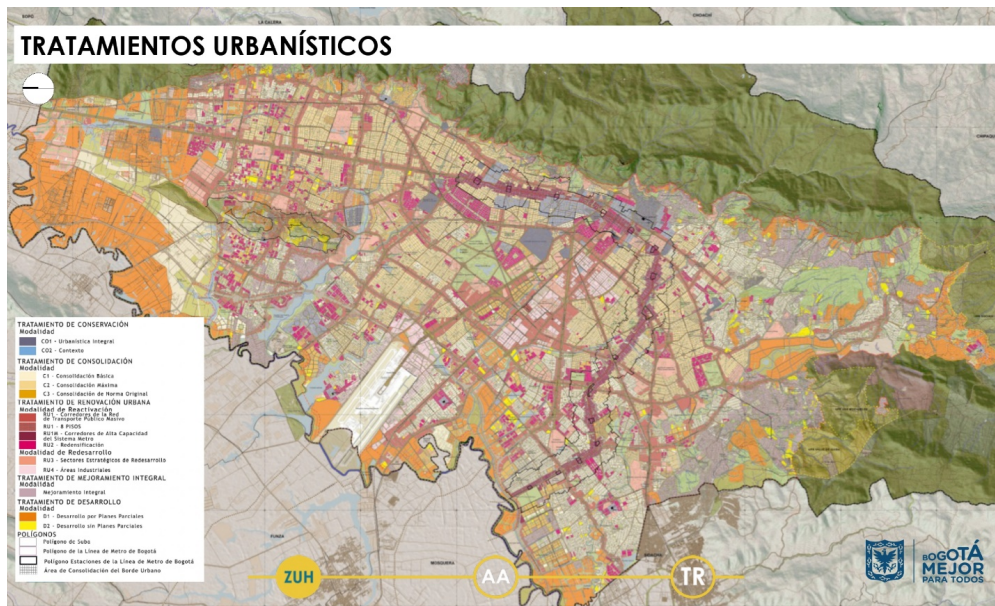 SOPO
LA CALERA
CHOACHI
TRATAMIENTOS URBANÍSTICOS
TRATAMIENTO DE CONSERVACIÓN
Modalidad
CO1 - Urbanística Integral
CO2 - Contexto
TRATAMIENTO DE CONSOLIDACIÓN
Modalidad
C1 - Consolidación Básica
C2 - Consolidación Máxima
C3 - Consolidación de Norma Original
TRATAMIENTO DE RENOVACIÓN URBANA
Modalidad de Reactivación
RU1 - Corredores de la Red
de Transporte Público Masivo
RU1 - 8 PISOS
RU1M - Corredores de Alta Capacidad
del Sistema Metro
RU2 - Redensificación
Modalidad de Redesarrollo
RU3 - Sectores Estratégicos de Redesarrollo
RU4 - Áreas Industriales
TRATAMIENTO DE MEJORAMIENTO INTEGRAL
Modalidad
Mejoramiento Integral
TRATAMIENTO DE DESARROLLO
Modalidad
D1 - Desarrollo por Planes Parciales
D2 - Desarrollo sin Planes Parciales
POLÍGONOS
Polígono de Suba
Polígono de la Línea de Metro de Bogotá
Polígono Estaciones de la Línea de Metro de Bogotá
Área de Consolidación del Borde Urbano
FUNZA
MOSQUERA
ZUH
AA
TR
BOGOTÁ
MEJOR
PARA TODOS